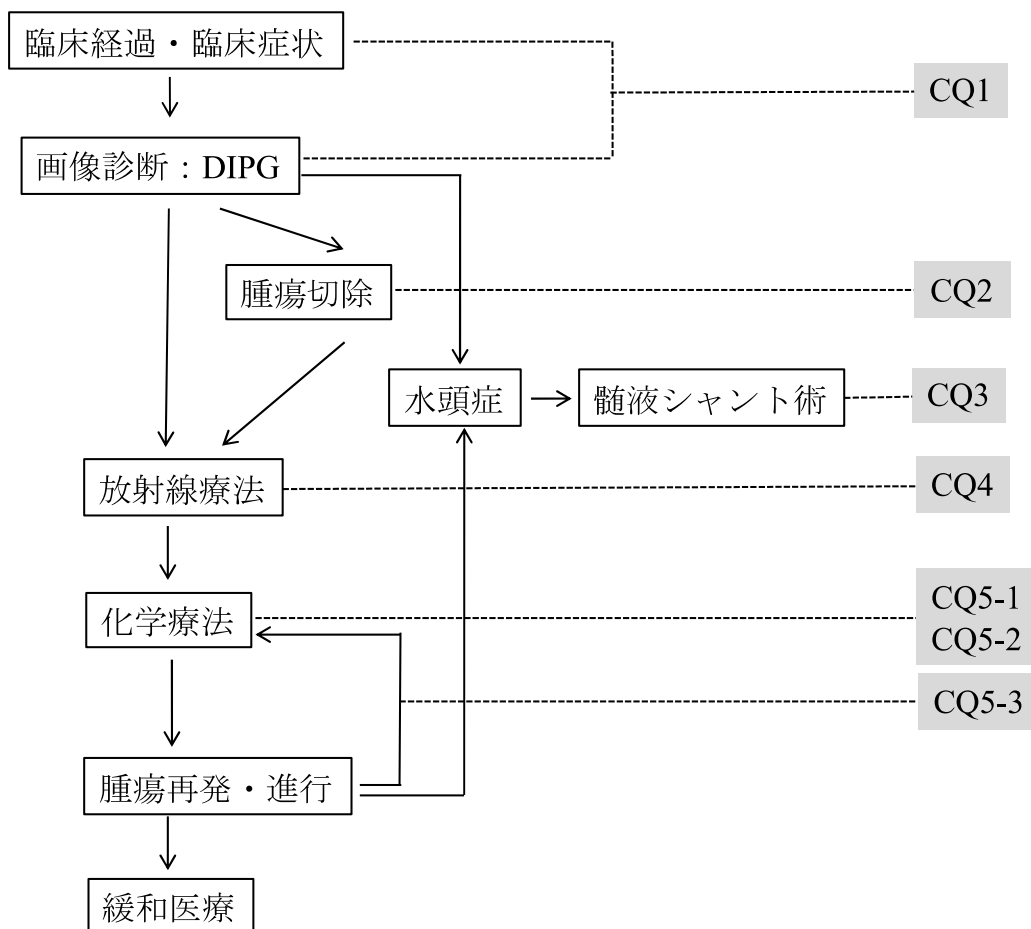 臨床経過・臨床症状
CQ1
画像診断：DIPG
腫瘍切除
CQ2
水頭症
髄液シャント術
CQ3
放射線療法
CQ4
化学療法
CQ5-1
CQ5-2
CQ5-3
腫瘍再発・進行
緩和医療